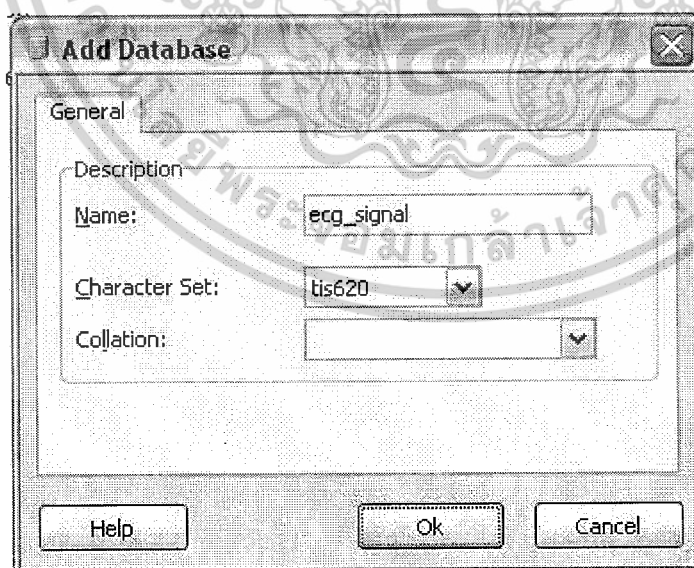 Add Database
General
Description
Name: ecg_signal
Character Set: tis620
Collation:
Help Ok Cancel